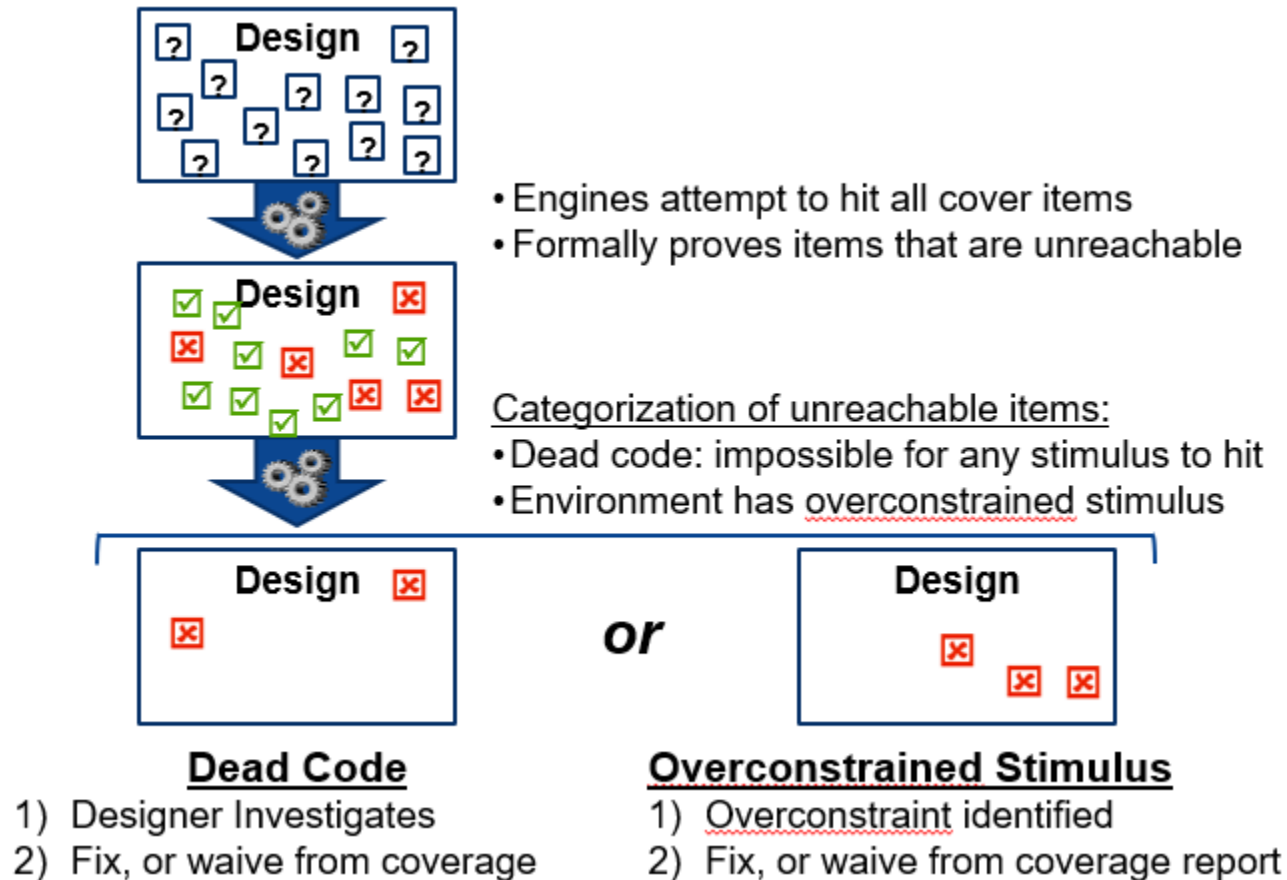 Design
? ?
? ? ? ?
? ? ?
? ? ?
• Engines attempt to hit all cover items
• Formally proves items that are unreachable
Design
Categorization of unreachable items:
• Dead code: impossible for any stimulus to hit
• Environment has overconstrained stimulus
Design
or
Design
Dead Code
1) Designer Investigates
2) Fix, or waive from coverage
Overconstrained Stimulus
1) Overconstraint identified
2) Fix, or waive from coverage report